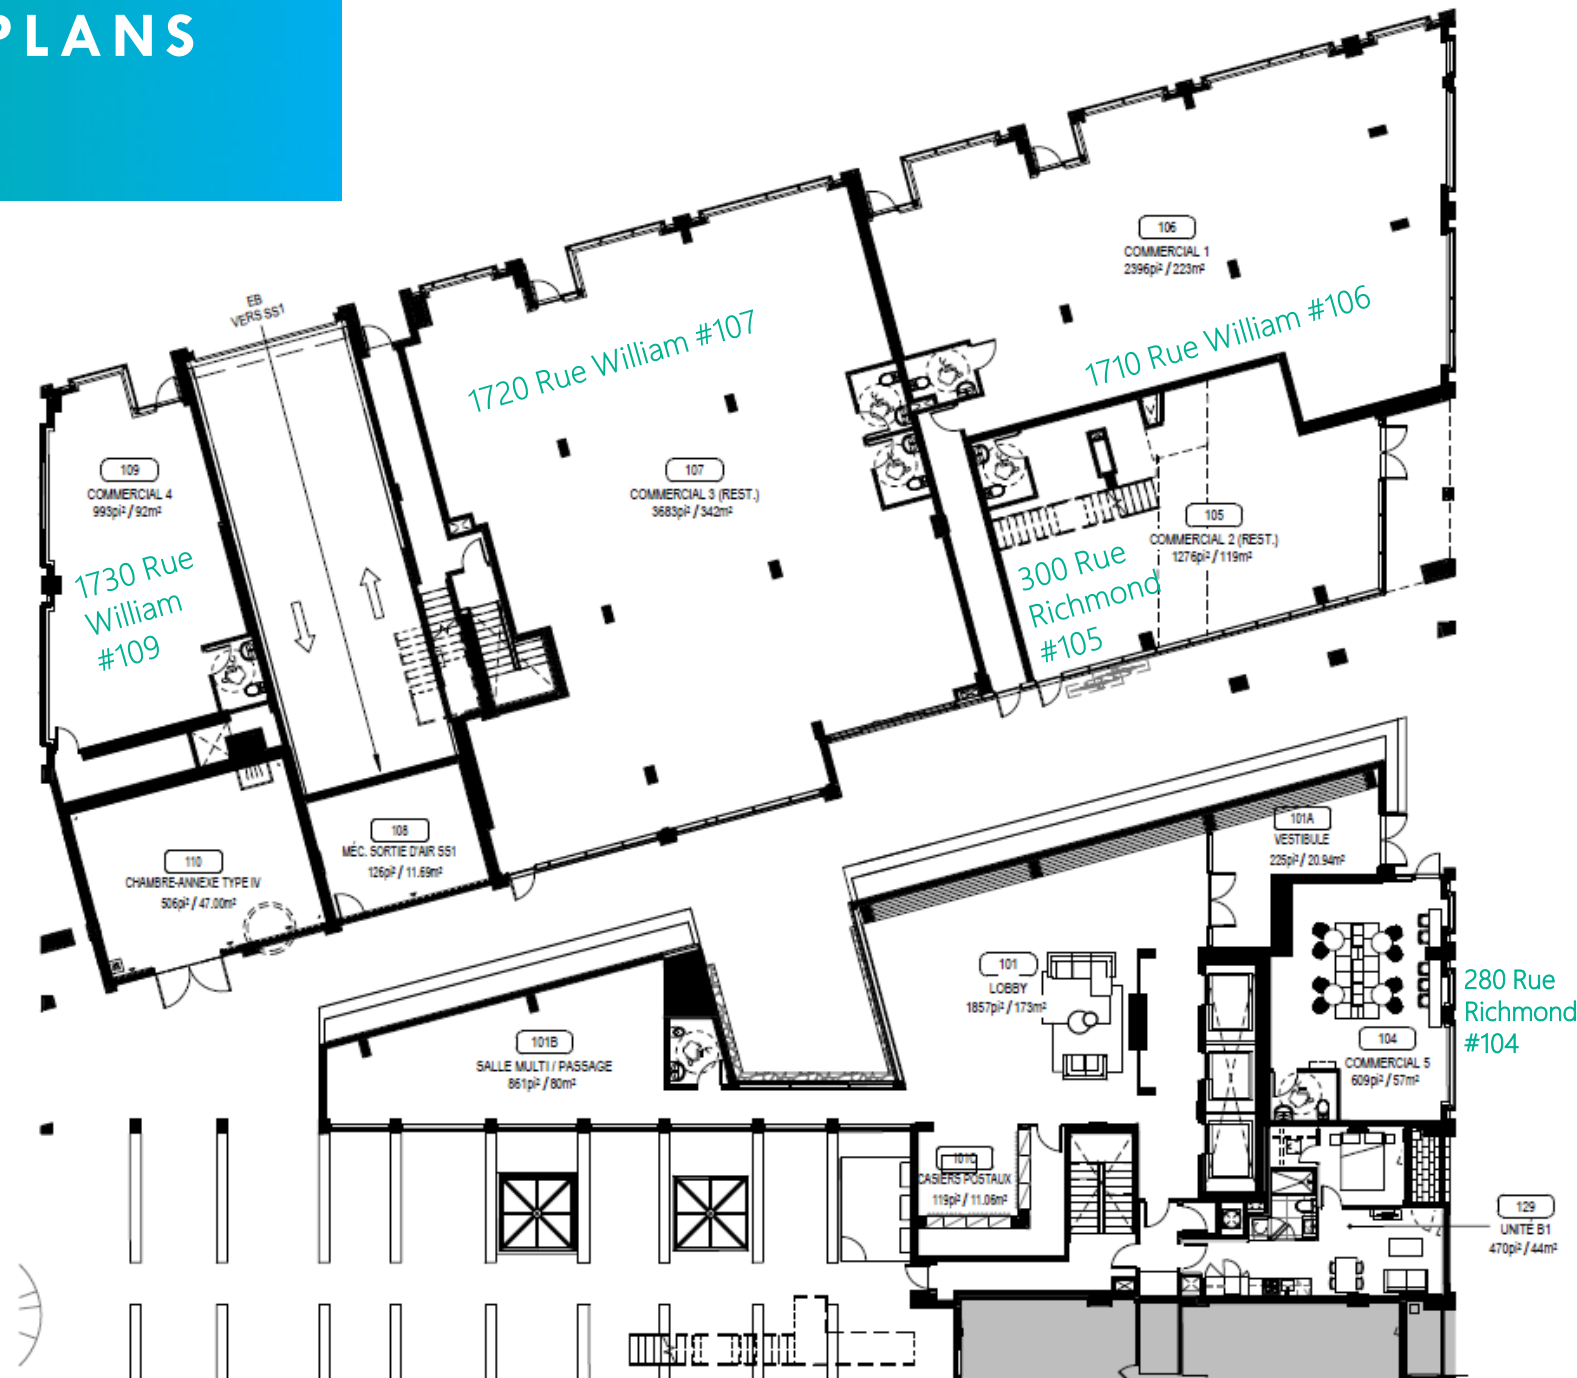 PLANS
EB
VERS SS1
106
COMMERCIAL 1
2396pi² / 223m²
1710 Rue William #106
1720 Rue William #107
109
COMMERCIAL 4
993pi² / 92m²
107
COMMERCIAL 3 (REST.)
3683pi² / 342m²
105
COMMERCIAL 2 (REST.)
1276pi² / 119m²
1730 Rue
William
#109
300 Rue
Richmond
#105
108
MÉC. SORTIE D'AIR SS1
126pi² / 11.69m²
110
CHAMBRE-ANNEXE TYPE IV
506pi² / 47.00m²
101A
VESTIBULE
225pi² / 20.94m²
101
LOBBY
1857pi² / 173m²
280 Rue
Richmond
#104
104
COMMERCIAL 5
609pi² / 57m²
101B
SALLE MULTI / PASSAGE
861pi² / 80m²
101C
CASIERS POSTAUX
119pi² / 11.06m²
129
UNITÉ B1
470pi² / 44m²